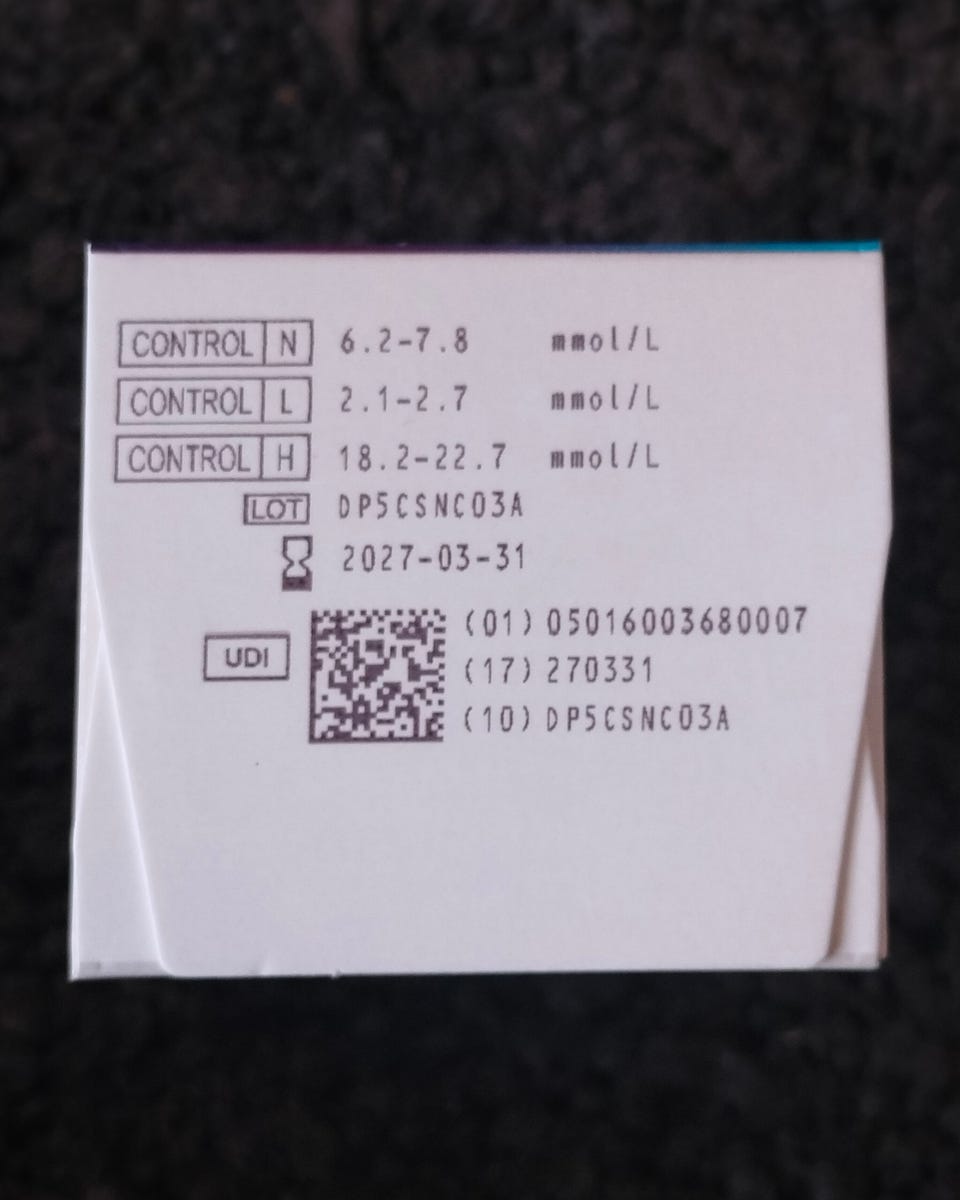 CONTROL N 6.2-7.8 mmol/L
CONTROL L 2.1-2.7 mmol/L
CONTROL H 18.2-22.7 mmol/L
LOT DP5CSNC03A
2027-03-31
(01) 05016003680007
UDI (17) 270331
(10) DP5CSNC03A